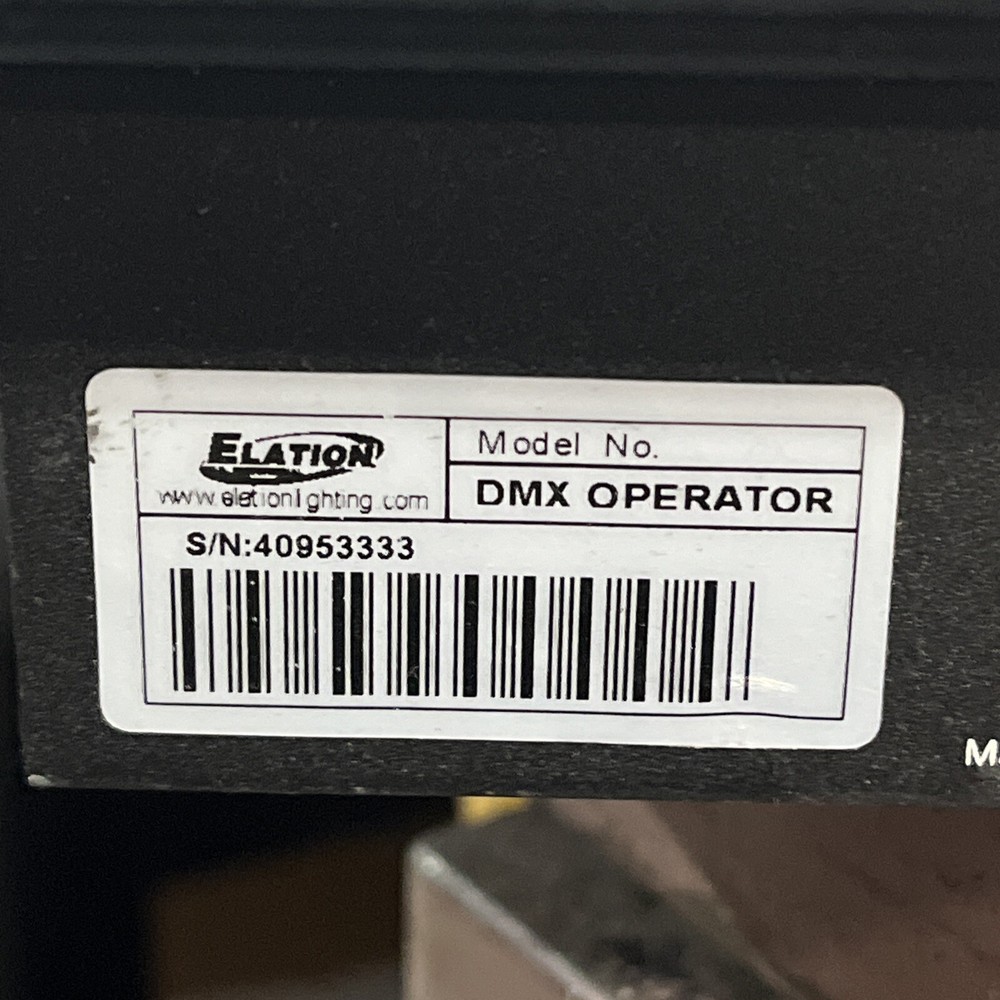 ELATION
www.elationlighting.com
Model No.
DMX OPERATOR
S/N:40953333